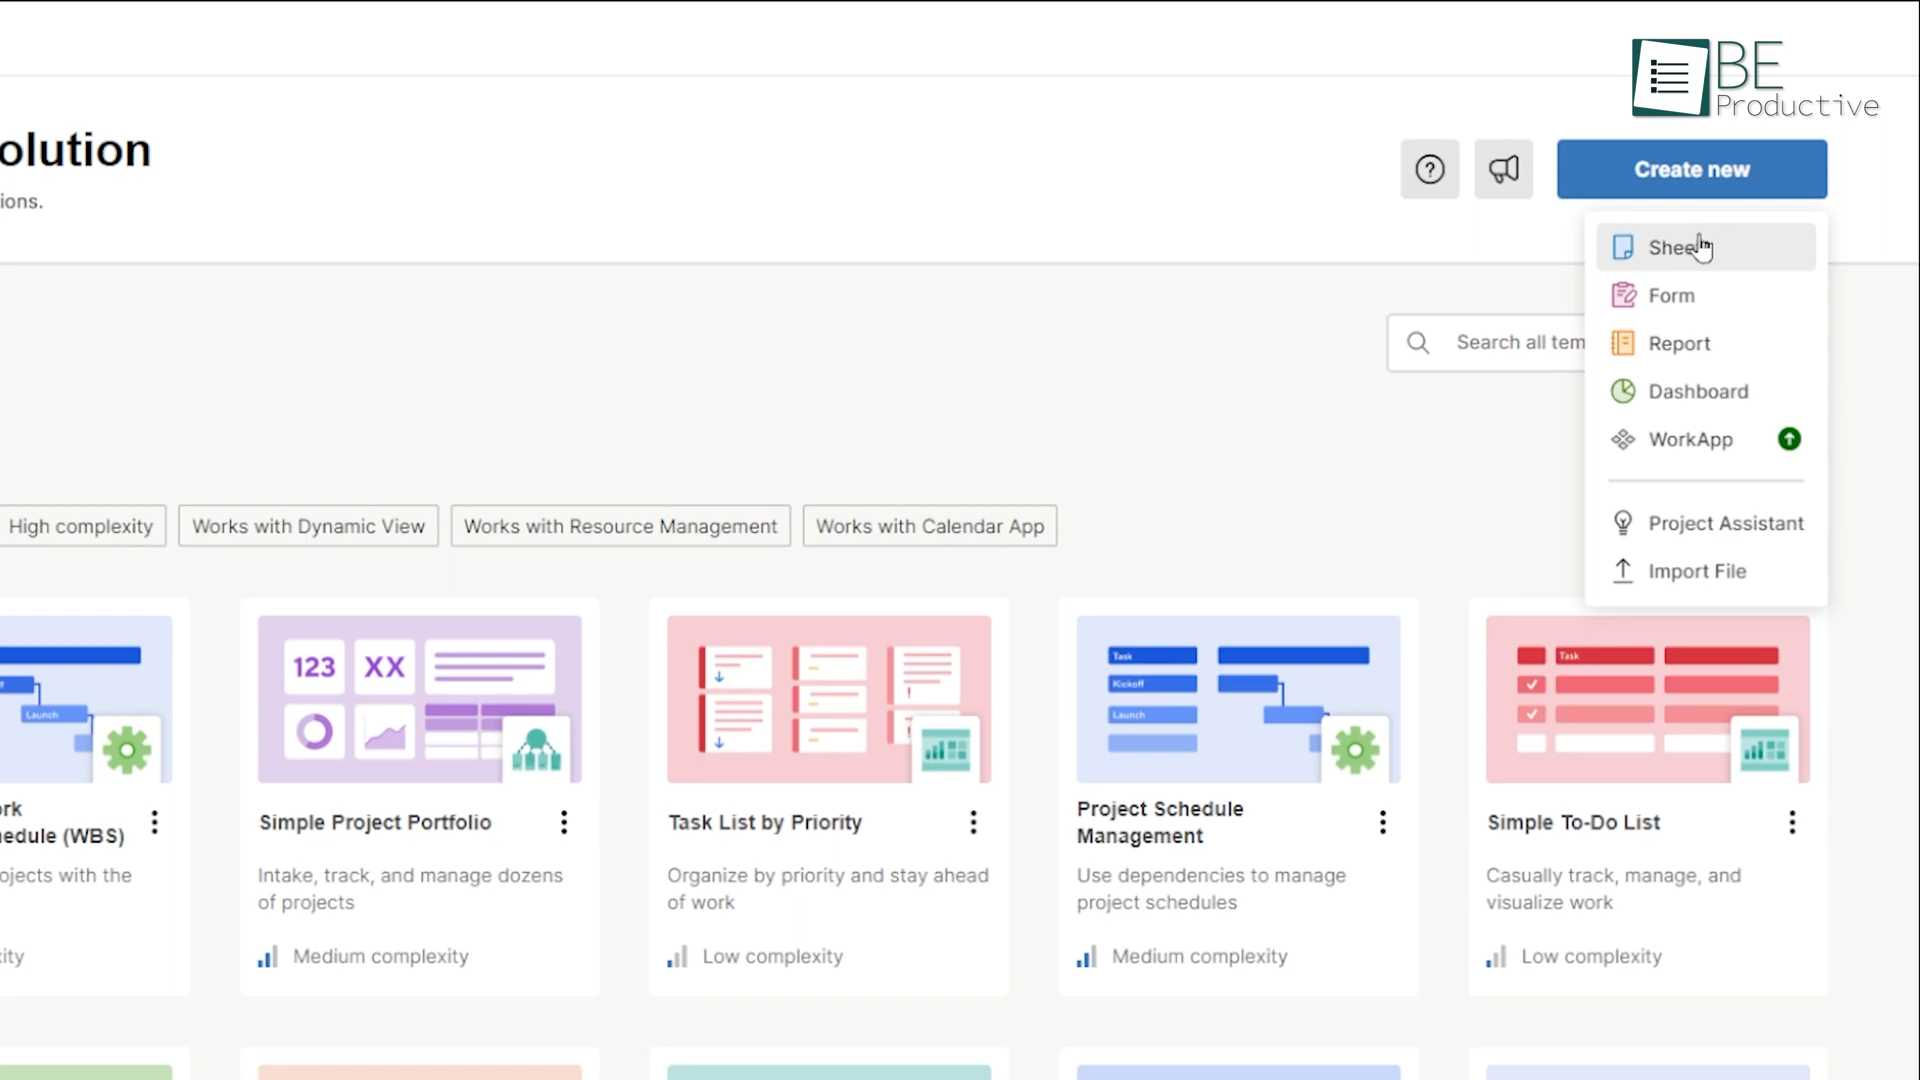 BE
Productive
olution
ions.
Create new
Sheet
Form
Report
Dashboard
WorkApp
Project Assistant
Import File
Search all tem
High complexity
Works with Dynamic View
Works with Resource Management
Works with Calendar App
Launch
123
XX
Task
Kickoff
Launch
Task
rk
edule (WBS)
ojects with the
ity
Simple Project Portfolio
Intake, track, and manage dozens
of projects
Medium complexity
Task List by Priority
Organize by priority and stay ahead
of work
Low complexity
Project Schedule
Management
Use dependencies to manage
project schedules
Medium complexity
Simple To-Do List
Casually track, manage, and
visualize work
Low complexity